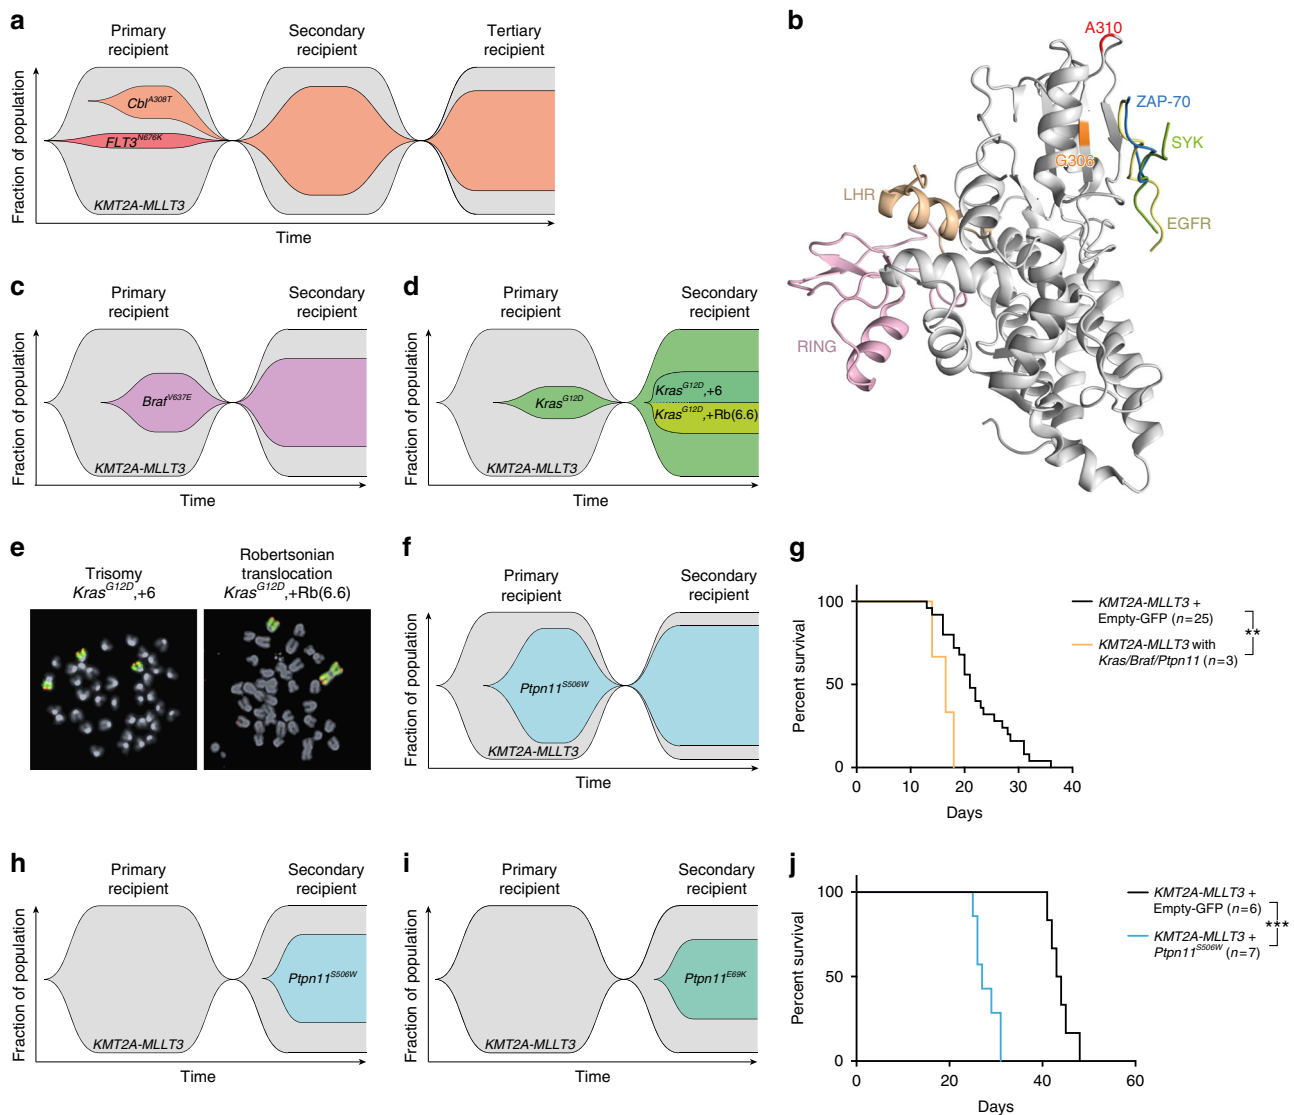 a
Primary
recipient
Secondary
recipient
Tertiary
recipient
Fraction of population
Cbl^A308T
FLT3^N676K
KMT2A-MLLT3
Time
b
A310
ZAP-70
SYK
G306
EGFR
LHR
RING
c
Primary
recipient
Secondary
recipient
Fraction of population
Braf^V637E
KMT2A-MLLT3
Time
d
Primary
recipient
Secondary
recipient
Fraction of population
Kras^G12D
Kras^G12D,+6
Kras^G12D,+Rb(6.6)
KMT2A-MLLT3
Time
e
Trisomy
Kras^G12D,+6
Robertsonian
translocation
Kras^G12D,+Rb(6.6)
f
Primary
recipient
Secondary
recipient
Fraction of population
Ptpn11^S506W
KMT2A-MLLT3
Time
g
Percent survival
100
50
0
0 10 20 30 40
Days
KMT2A-MLLT3 +
Empty-GFP (n=25)
KMT2A-MLLT3 with
Kras/Braf/Ptpn11 (n=3)
**
h
Primary
recipient
Secondary
recipient
Fraction of population
Ptpn11^S506W
KMT2A-MLLT3
Time
i
Primary
recipient
Secondary
recipient
Fraction of population
Ptpn11^E69K
KMT2A-MLLT3
Time
j
Percent survival
100
50
0
0 20 40 60
Days
KMT2A-MLLT3 +
Empty-GFP (n=6)
KMT2A-MLLT3 +
Ptpn11^S506W (n=7)
***